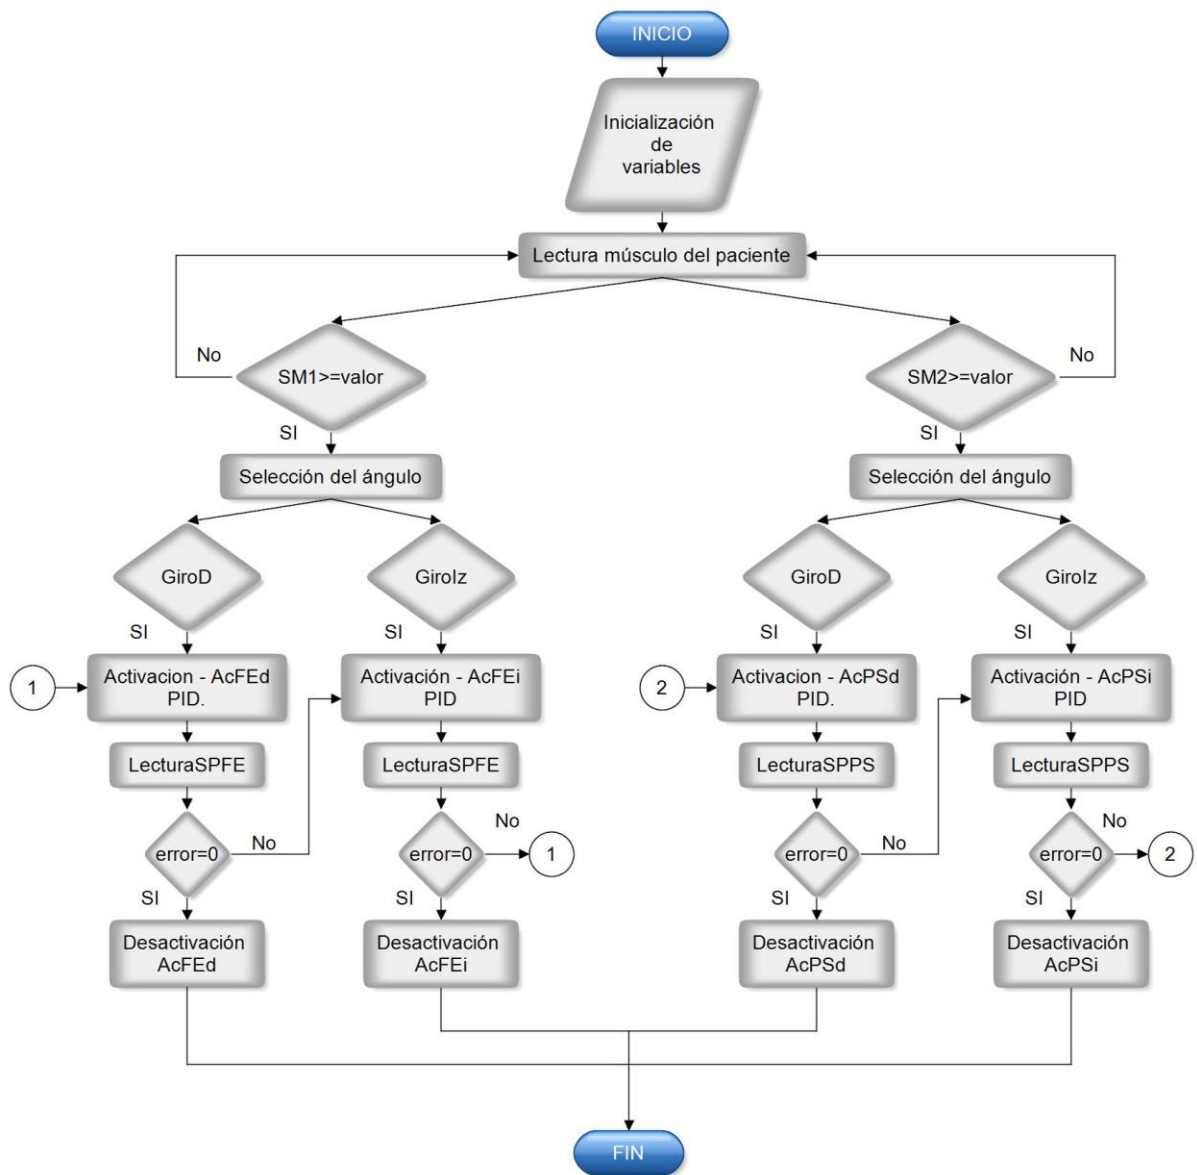 INICIO
Inicialización
de
variables
Lectura músculo del paciente
No
SM1>=valor
SM2>=valor
No
SI
SI
Selección del ángulo
Selección del ángulo
GiroD
GiroIz
GiroD
GiroIz
SI
SI
SI
SI
1
Activacion - AcFEd
PID.
Activación - AcFEi
PID
2
Activacion - AcPSd
PID.
Activación - AcPSi
PID
LecturaSPFE
LecturaSPFE
LecturaSPPS
LecturaSPPS
error=0
No
error=0
No
1
error=0
No
error=0
No
2
SI
SI
SI
SI
Desactivación
AcFEd
Desactivación
AcFEi
Desactivación
AcPSd
Desactivación
AcPSi
FIN